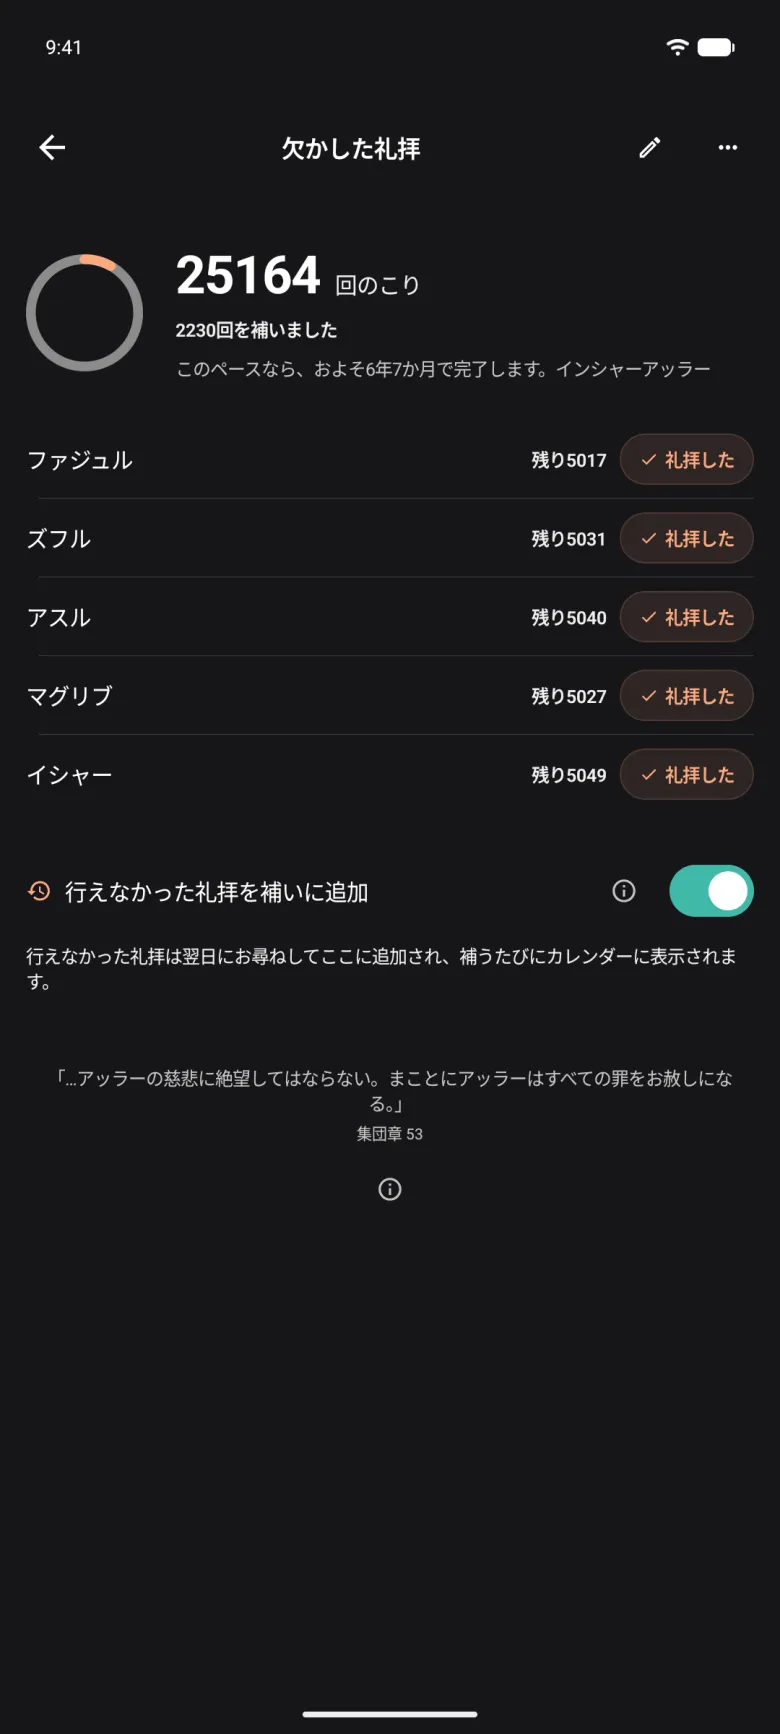 9:41
欠かした礼拝
25164 回のこり
2230回を補いました
このペースなら、およそ6年7か月で完了します。インシャーアッラー
ファジュル 残り5017 礼拝した
ズフル 残り5031 礼拝した
アスル 残り5040 礼拝した
マグリブ 残り5027 礼拝した
イシャー 残り5049 礼拝した
行えなかった礼拝を補いに追加
行えなかった礼拝は翌日にお尋ねしてここに追加され、補うたびにカレンダーに表示されま
す。
「…アッラーの慈悲に絶望してはならない。まことにアッラーはすべての罪をお赦しにな
る。」
集団章 53